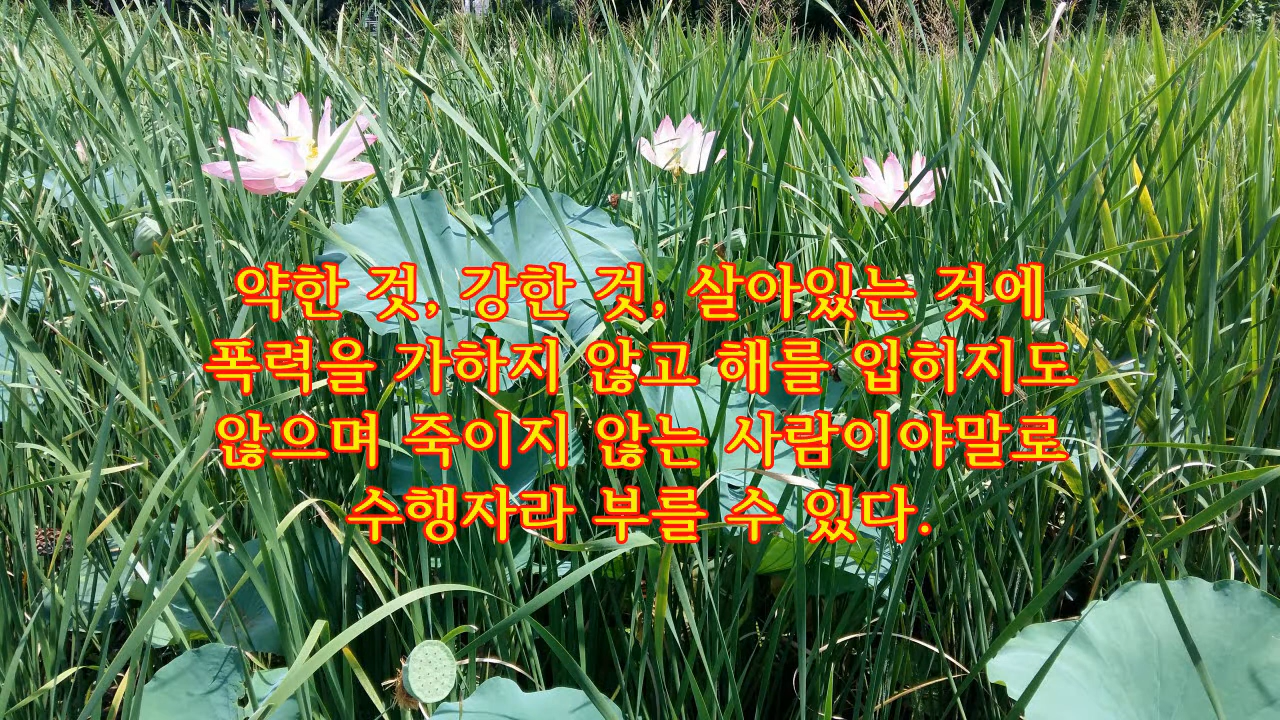 약한 것, 강한 것, 살아있는 것에
폭력을 가하지 않고 해를 입히지도
않으며 죽이지 않는 사람이야말로
수행자라 부를 수 있다.